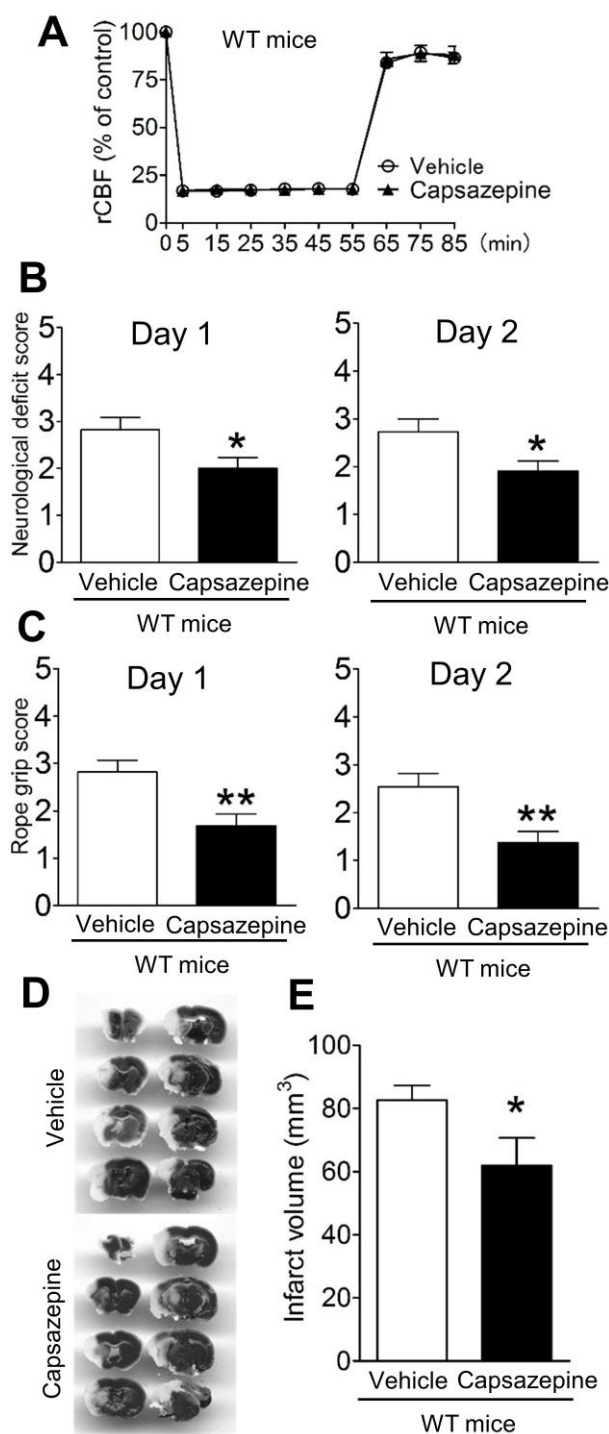 A
WT mice
rCBF (% of control)
100
75
50
25
0
Vehicle
Capsazepine
0 5 15 25 35 45 55 65 75 85 (min)
B
Neurological deficit score
Day 1
5
4
3
2
1
0
*
Vehicle Capsazepine
WT mice
Day 2
5
4
3
2
1
0
*
Vehicle Capsazepine
WT mice
C
Rope grip score
Day 1
5
4
3
2
1
0
**
Vehicle Capsazepine
WT mice
Day 2
5
4
3
2
1
0
**
Vehicle Capsazepine
WT mice
D
Vehicle
Capsazepine
E
Infarct volume (mm³)
100
80
60
40
20
0
*
Vehicle Capsazepine
WT mice